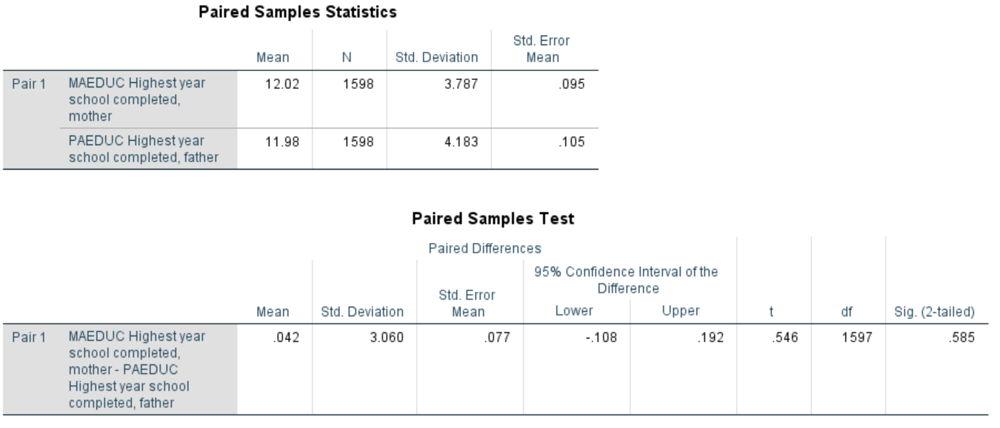 Paired Samples Statistics
Mean N Std. Deviation Std. Error Mean
Pair 1 MAEDUC Highest year school completed, mother 12.02 1598 3.787 .095
PAEDUC Highest year school completed, father 11.98 1598 4.183 .105
Paired Samples Test
Paired Differences
95% Confidence Interval of the Difference
Mean Std. Deviation Std. Error Mean Lower Upper t df Sig. (2-tailed)
Pair 1 MAEDUC Highest year school completed, mother - PAEDUC Highest year school completed, father .042 3.060 .077 -.108 .192 .546 1597 .585